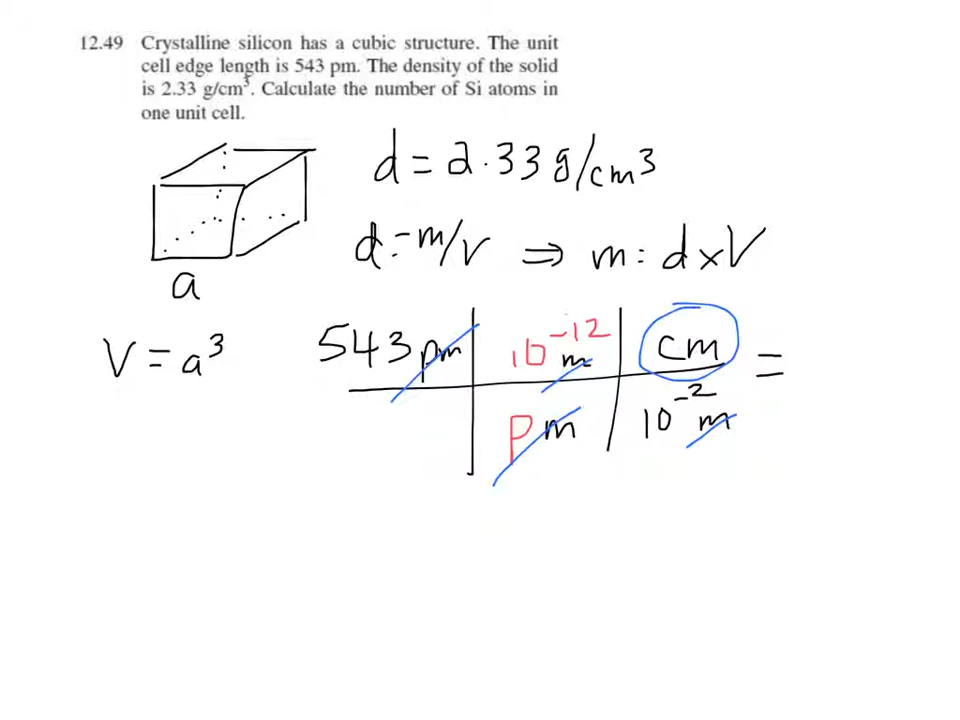 12.49 Crystalline silicon has a cubic structure. The unit
cell edge length is 543 pm. The density of the solid
is 2.33 g/cm³. Calculate the number of Si atoms in
one unit cell.
d = 2.33 g/cm3
d = m/v ⇒ m : d x V
a
V = a³
543 pm | 10⁻¹² m | cm =
pm | 10⁻² m